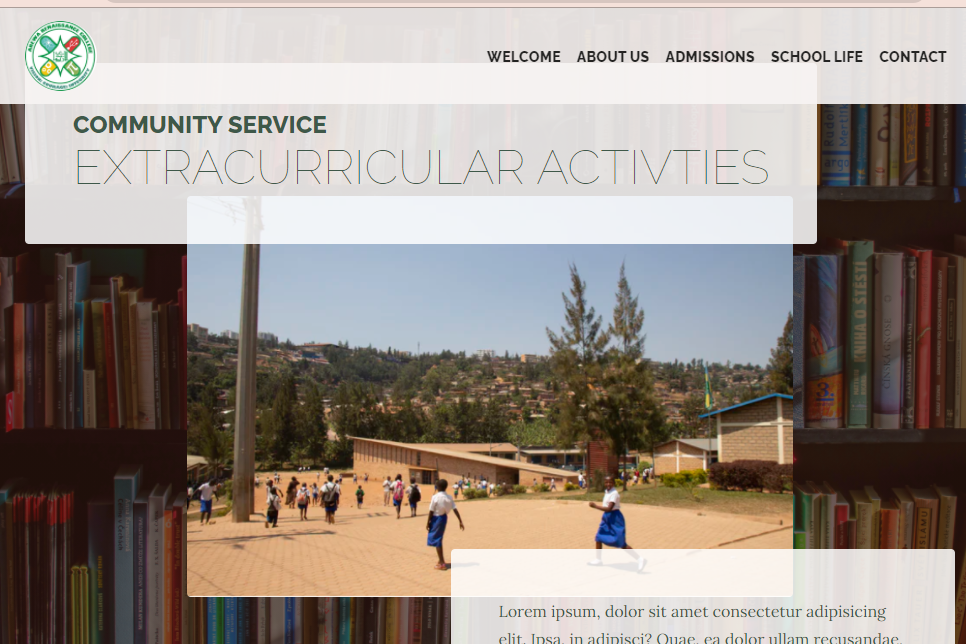 WELCOME ABOUT US ADMISSIONS SCHOOL LIFE CONTACT
COMMUNITY SERVICE
EXTRACURRICULAR ACTIVTIES
Lorem ipsum, dolor sit amet consectetur adipisicing
elit. Ipsa, in adipisci? Quae, ea dolor ullam recusandae,